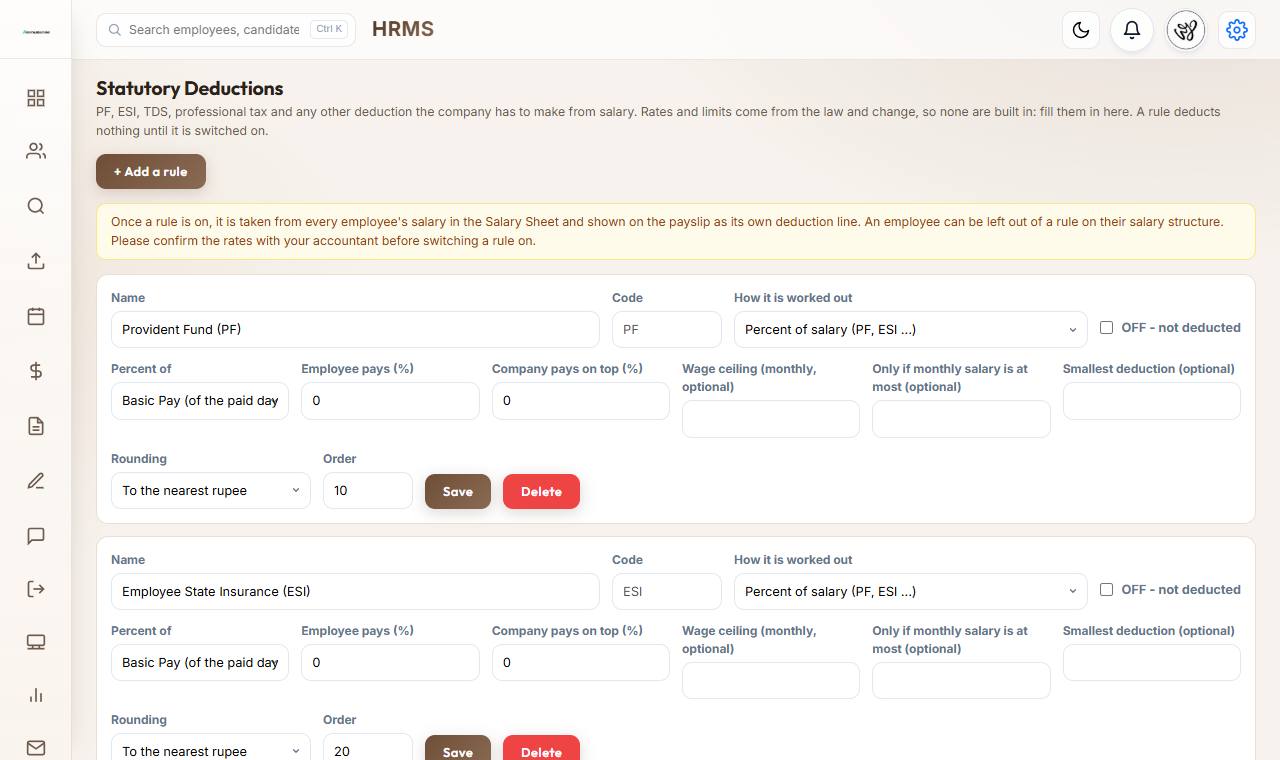 Search employees, candidate
Ctrl K
HRMS
Statutory Deductions
PF, ESI, TDS, professional tax and any other deduction the company has to make from salary. Rates and limits come from the law and change, so none are built in: fill them in here. A rule deducts
nothing until it is switched on.
+ Add a rule
Once a rule is on, it is taken from every employee's salary in the Salary Sheet and shown on the payslip as its own deduction line. An employee can be left out of a rule on their salary structure.
Please confirm the rates with your accountant before switching a rule on.
Name
Code
How it is worked out
Provident Fund (PF)
PF
Percent of salary (PF, ESI ...)
OFF - not deducted
Percent of
Employee pays (%)
Company pays on top (%)
Wage ceiling (monthly,
optional)
Only if monthly salary is at
most (optional)
Smallest deduction (optional)
Basic Pay (of the paid day
0
0
Rounding
Order
To the nearest rupee
10
Save
Delete
Name
Code
How it is worked out
Employee State Insurance (ESI)
ESI
Percent of salary (PF, ESI ...)
OFF - not deducted
Percent of
Employee pays (%)
Company pays on top (%)
Wage ceiling (monthly,
optional)
Only if monthly salary is at
most (optional)
Smallest deduction (optional)
Basic Pay (of the paid day
0
0
Rounding
Order
To the nearest rupee
20
Save
Delete